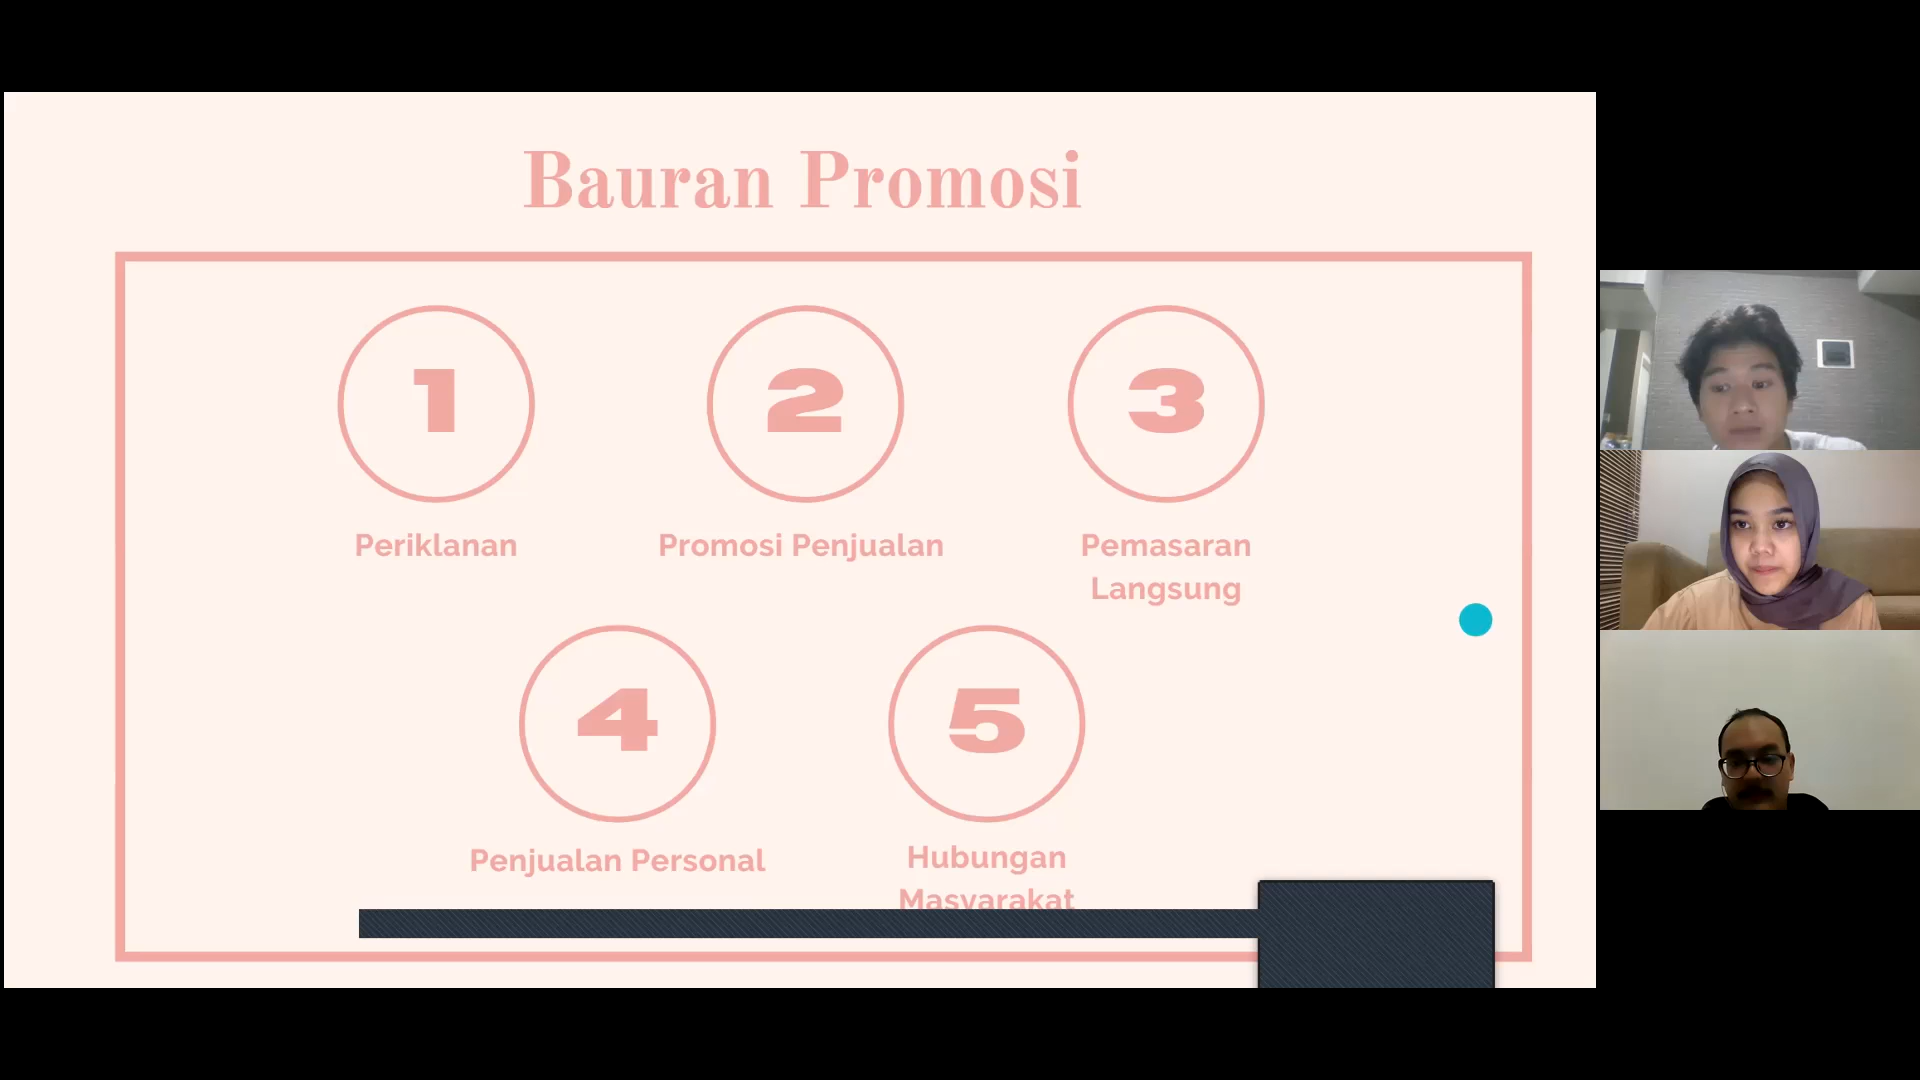 Bauran Promosi
1
2
3
Periklanan
Promosi Penjualan
Pemasaran
Langsung
4
5
Penjualan Personal
Hubungan
Masyarakat